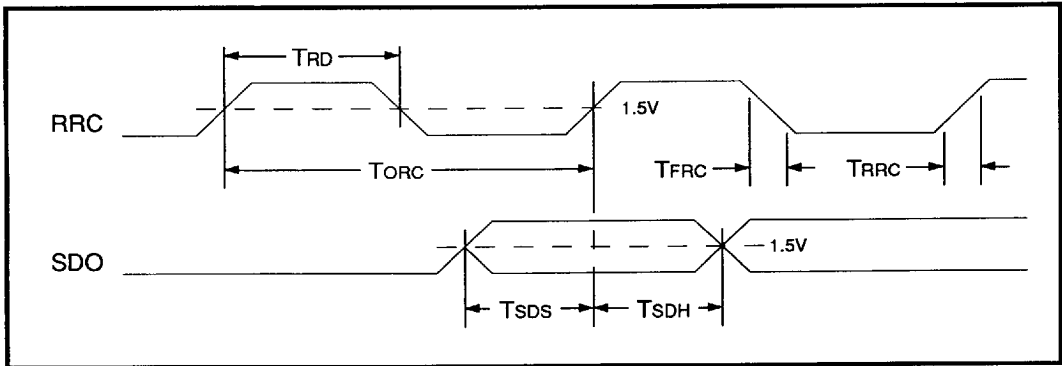 TRD
RRC
1.5V
TORC
TFRC
TRRC
SDO
1.5V
TSDS
TSDH